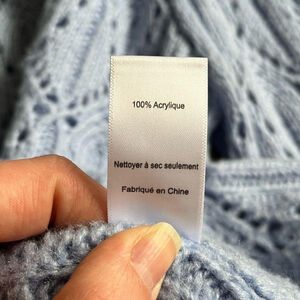 100% Acrylique
Nettoyer à sec seulement
Fabriqué en Chine